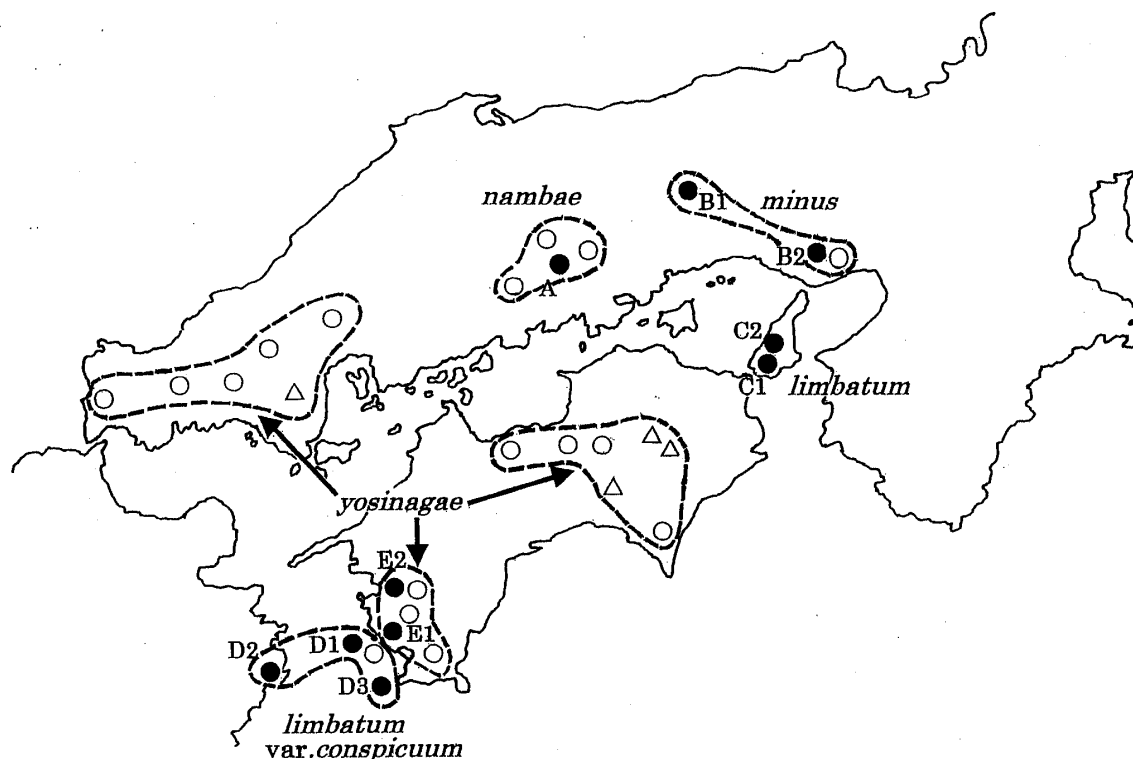 nambae
B1
minus
B2
A
C2
C1
limbatum
yosinagae
E2
E1
D2
D1
D3
limbatum
var.conspicuum